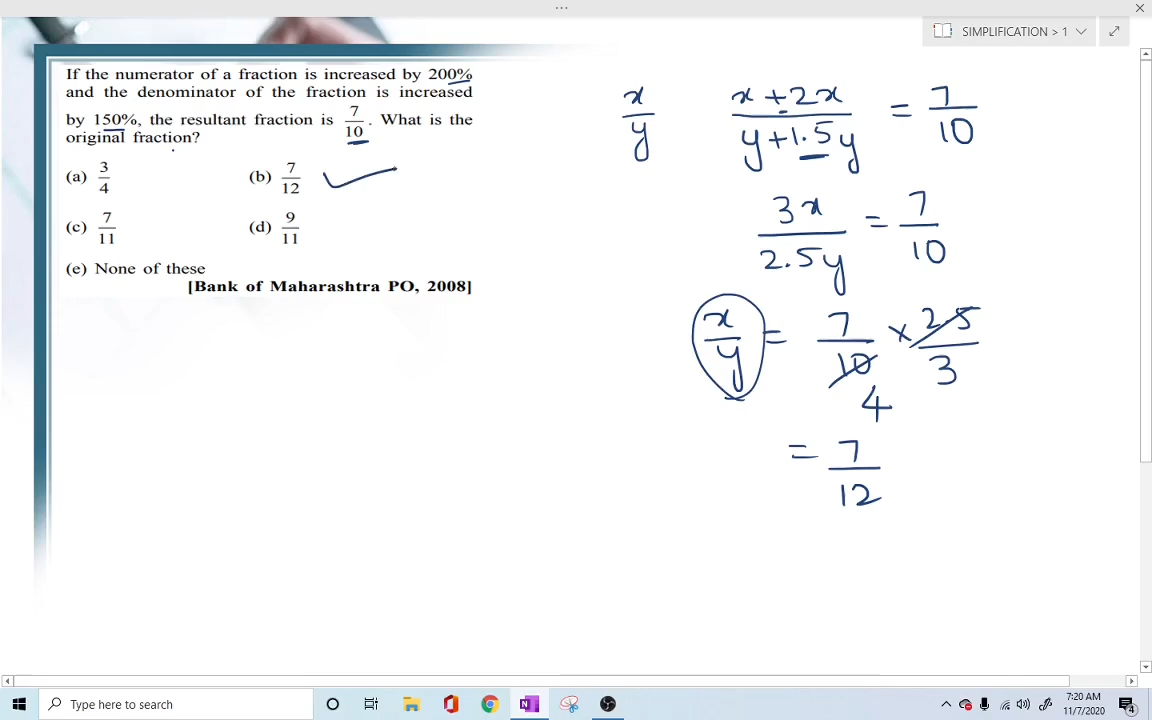 ...
SIMPLIFICATION > 1
If the numerator of a fraction is increased by 200%
and the denominator of the fraction is increased
by 150%, the resultant fraction is 7/10. What is the
original fraction?
(a) 3/4 (b) 7/12
(c) 7/11 (d) 9/11
(e) None of these
[Bank of Maharashtra PO, 2008]
x/y (x+2x)/(y+1.5y) = 7/10
3x/2.5y = 7/10
x/y = 7/10 × 2.5/3
4
= 7/12
Type here to search
7:20 AM
11/7/2020
4